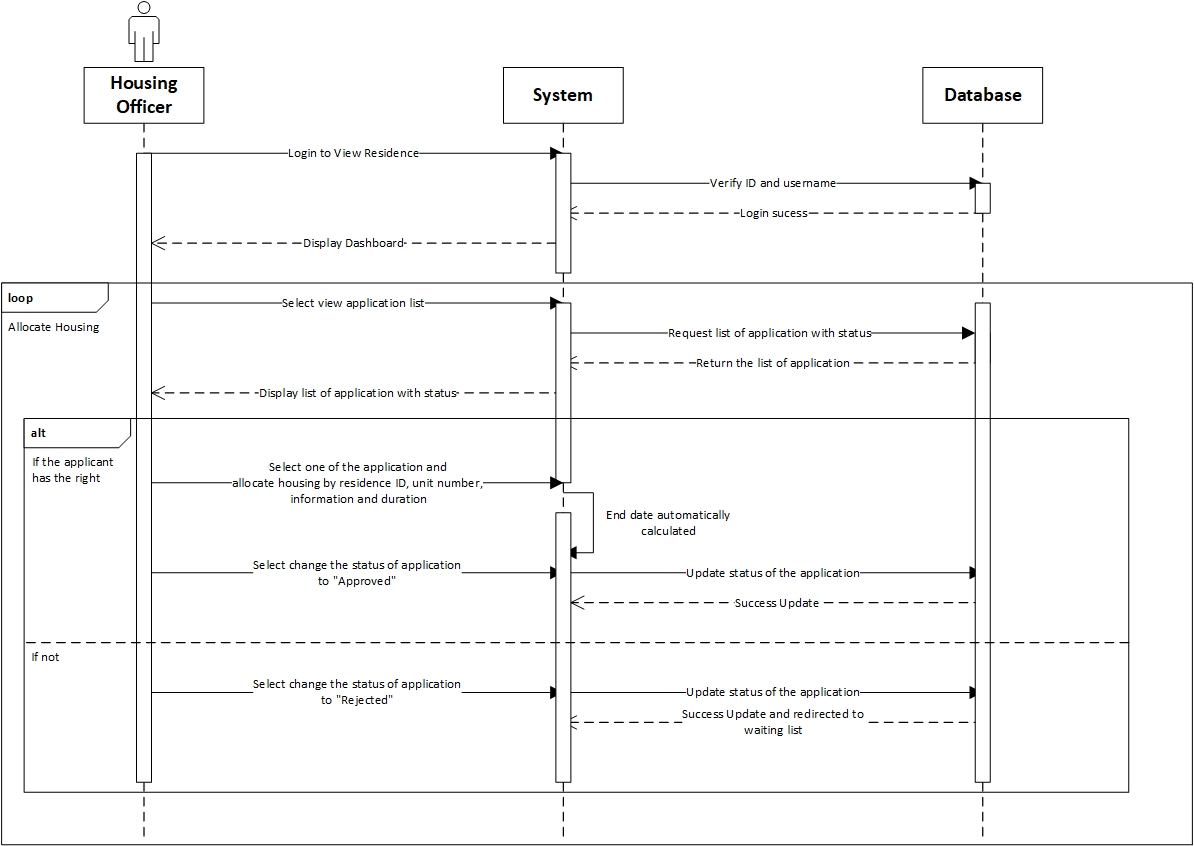 Housing
Officer
System
Database
Login to View Residence
Verify ID and username
Login sucess
Display Dashboard
loop
Allocate Housing
Select view application list
Request list of application with status
Return the list of application
Display list of application with status
alt
If the applicant
has the right
Select one of the application and
allocate housing by residence ID, unit number,
information and duration
End date automatically
calculated
Select change the status of application
to "Approved"
Update status of the application
Success Update
If not
Select change the status of application
to "Rejected"
Update status of the application
Success Update and redirected to
waiting list